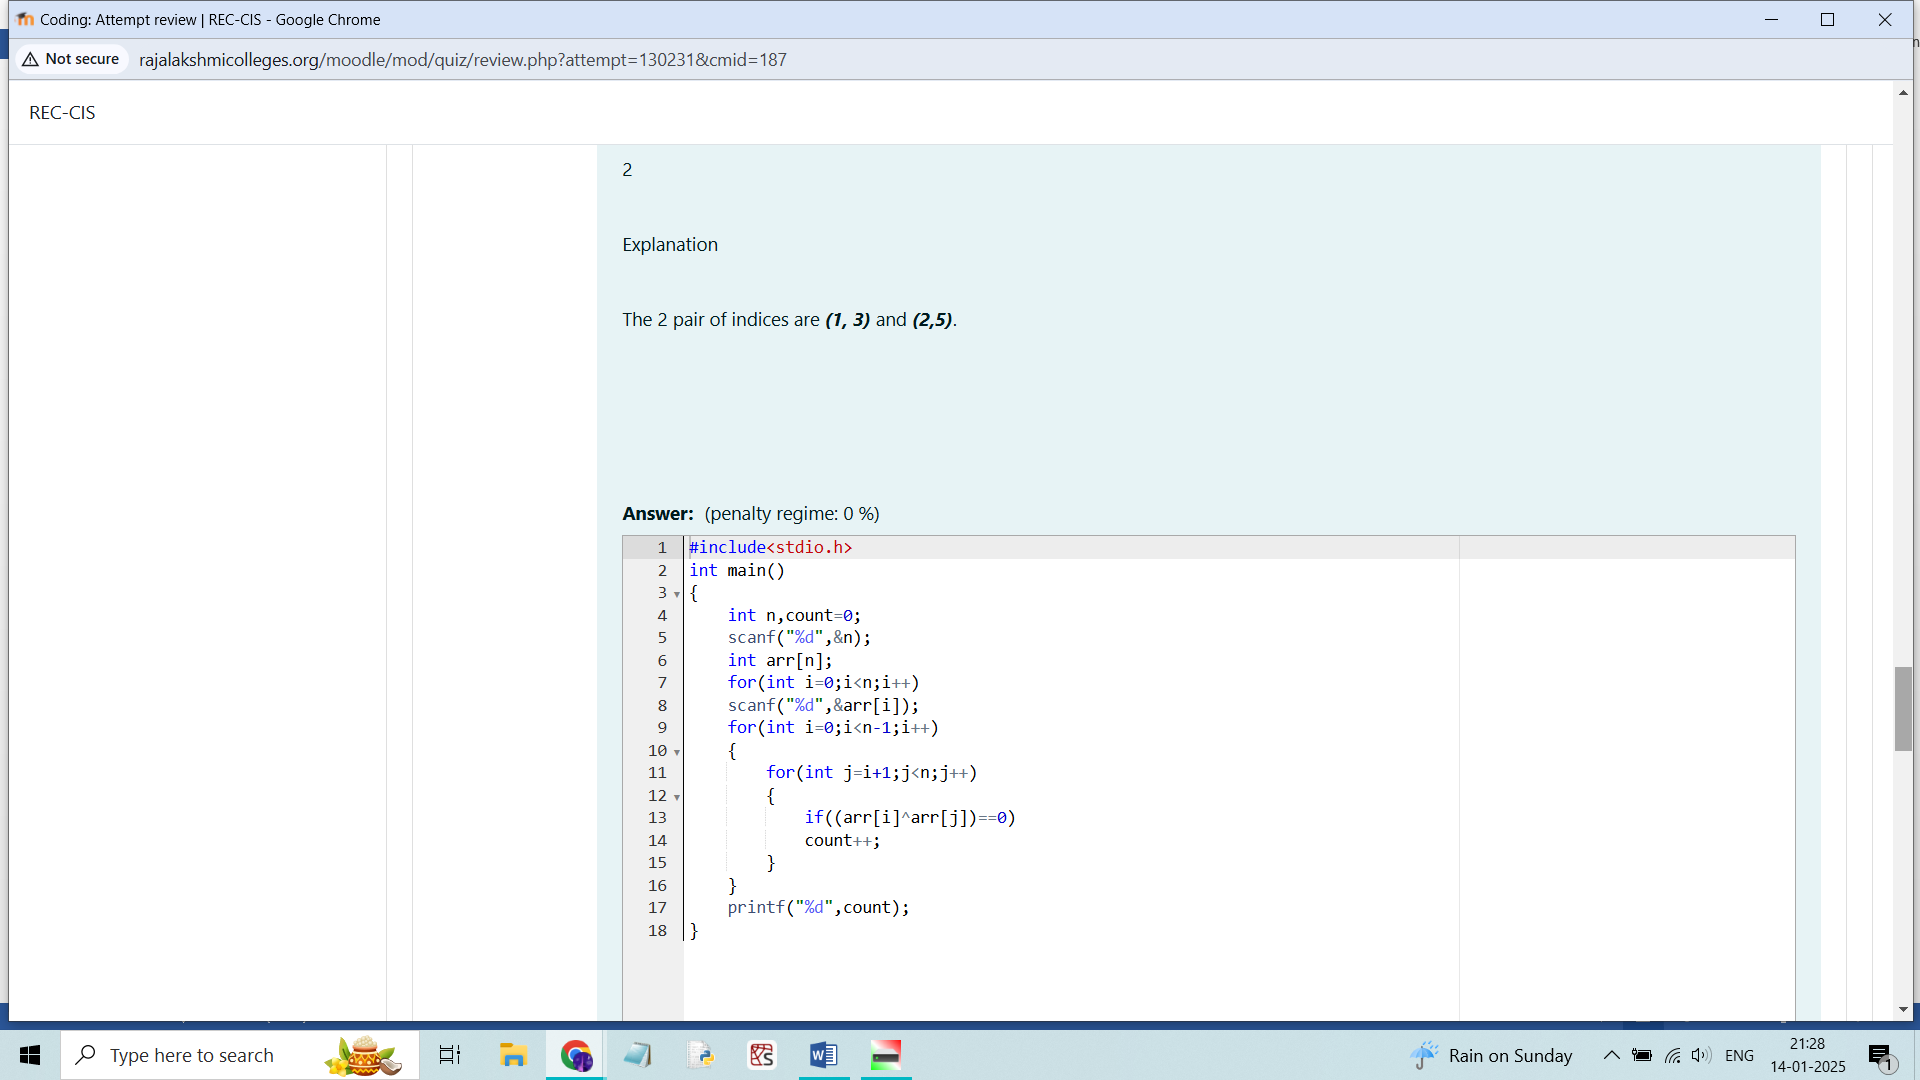 Coding: Attempt review | REC-CIS - Google Chrome
Not secure
rajalakshmicolleges.org/moodle/mod/quiz/review.php?attempt=130231&cmid=187
REC-CIS
2
Explanation
The 2 pair of indices are (1, 3) and (2,5).
Answer: (penalty regime: 0 %)
1 #include<stdio.h>
2 int main()
3 {
4 int n,count=0;
5 scanf("%d",&n);
6 int arr[n];
7 for(int i=0;i<n;i++)
8 scanf("%d",&arr[i]);
9 for(int i=0;i<n-1;i++)
10 {
11 for(int j=i+1;j<n;j++)
12 {
13 if((arr[i]^arr[j])==0)
14 count++;
15 }
16 }
17 printf("%d",count);
18 }
Type here to search
Rain on Sunday
ENG
21:28
14-01-2025
1